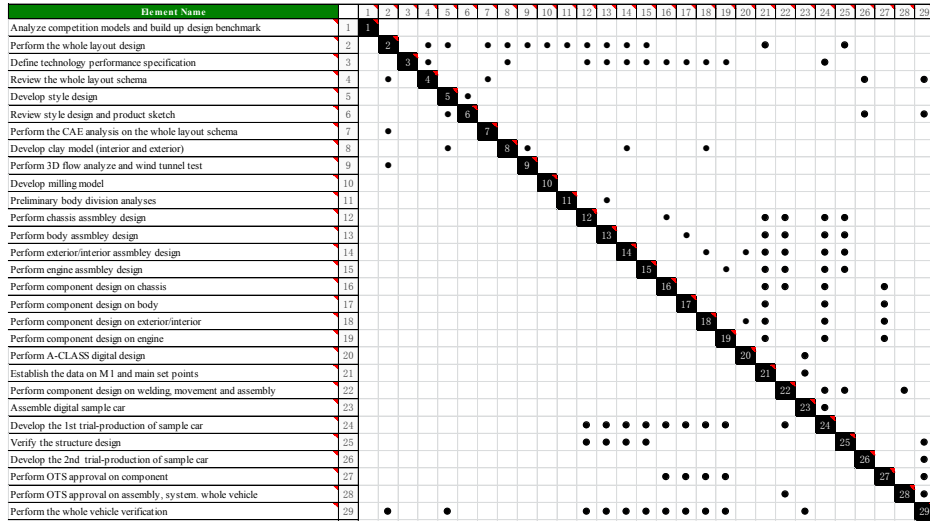 Element Name 1 2 3 4 5 6 7 8 9 10 11 12 13 14 15 16 17 18 19 20 21 22 23 24 25 26 27 28 29
Analyze competition models and build up design benchmark 1 1
Perform the whole layout design 2 2
Define technology performance specification 3 3
Review the whole layout schema 4 4
Develop style design 5 5
Review style design and product sketch 6 6
Perform the CAE analysis on the whole layout schema 7 7
Develop clay model (interior and exterior) 8 8
Perform 3D flow analyze and wind tunnel test 9 9
Develop milling model 10 10
Preliminary body division analyses 11 11
Perform chassis assmbley design 12 12
Perform body assmbley design 13 13
Perform exterior/interior assmbley design 14 14
Perform engine assmbley design 15 15
Perform component design on chassis 16 16
Perform component design on body 17 17
Perform component design on exterior/interior 18 18
Perform component design on engine 19 19
Perform A-CLASS digital design 20 20
Establish the data on M1 and main set points 21 21
Perform component design on welding, movement and assembly 22 22
Assemble digital sample car 23 23
Develop the 1st trial-production of sample car 24 24
Verify the structure design 25 25
Develop the 2nd trial-production of sample car 26 26
Perform OTS approval on component 27 27
Perform OTS approval on assembly, system. whole vehicle 28 28
Perform the whole vehicle verification 29 29